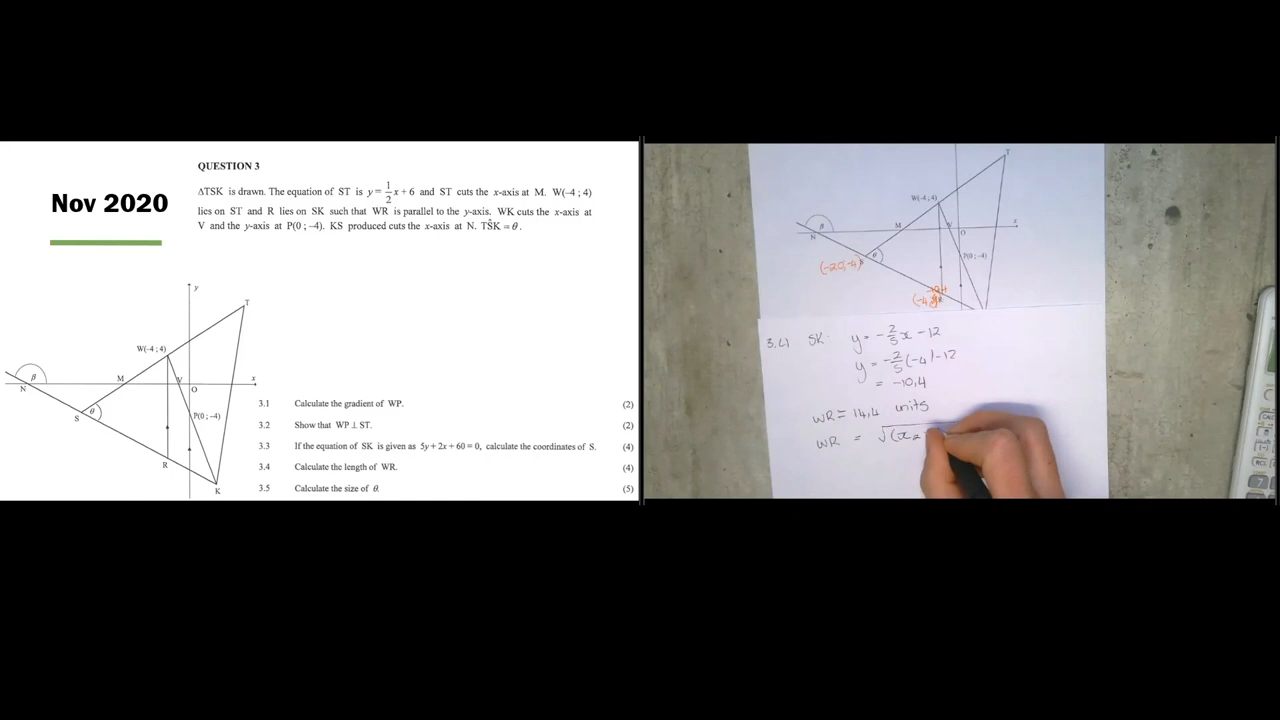 Nov 2020
QUESTION 3
ΔTSK is drawn. The equation of ST is y = 1/2 x + 6 and ST cuts the x-axis at M. W(–4 ; 4)
lies on ST and R lies on SK such that WR is parallel to the y-axis. WK cuts the x-axis at
V and the y-axis at P(0 ; –4). KS produced cuts the x-axis at N. TŜK = θ.
y
T
W(–4 ; 4)
β
M
V
x
N
O
S
θ
P(0 ; –4)
R
K
3.1 Calculate the gradient of WP. (2)
3.2 Show that WP ⊥ ST. (2)
3.3 If the equation of SK is given as 5y + 2x + 60 = 0, calculate the coordinates of S. (4)
3.4 Calculate the length of WR. (4)
3.5 Calculate the size of θ. (5)
T
W(–4 ; 4)
β
M
V
O
x
N
θ
P(0 ; –4)
(-20,-4)
3.4 SK: y = -2/5 x - 12
y = -2/5 (-4) - 12
= -10,4
WR = 14,4 units
WR = √(x₂